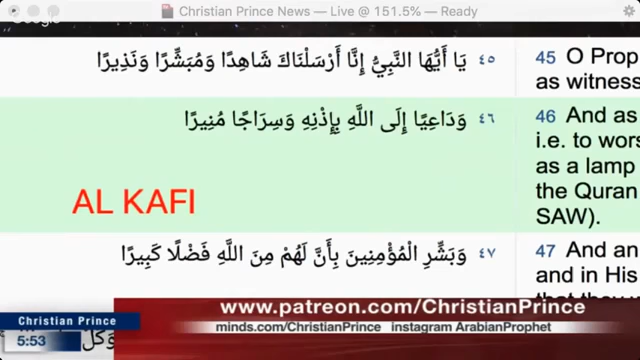 Christian Prince News — Live @ 151.5% — Ready
يَا أَيُّهَا النَّبِيُّ إِنَّا أَرْسَلْنَاكَ شَاهِدًا وَمُبَشِّرًا وَنَذِيرًا ٤٥
45 O Prop
as witness
وَدَاعِيًا إِلَى اللَّهِ بِإِذْنِهِ وَسِرَاجًا مُنِيرًا ٤٦
46 And as
i.e. to wors
as a lamp
the Quran
SAW).
AL KAFI
وَبَشِّرِ الْمُؤْمِنِينَ بِأَنَّ لَهُمْ مِنَ اللَّهِ فَضْلًا كَبِيرًا ٤٧
47 And an
and in His
www.patreon.com/ChristianPrince
Christian Prince
minds.com/ChristianPrince instagram ArabianProphet
5:53